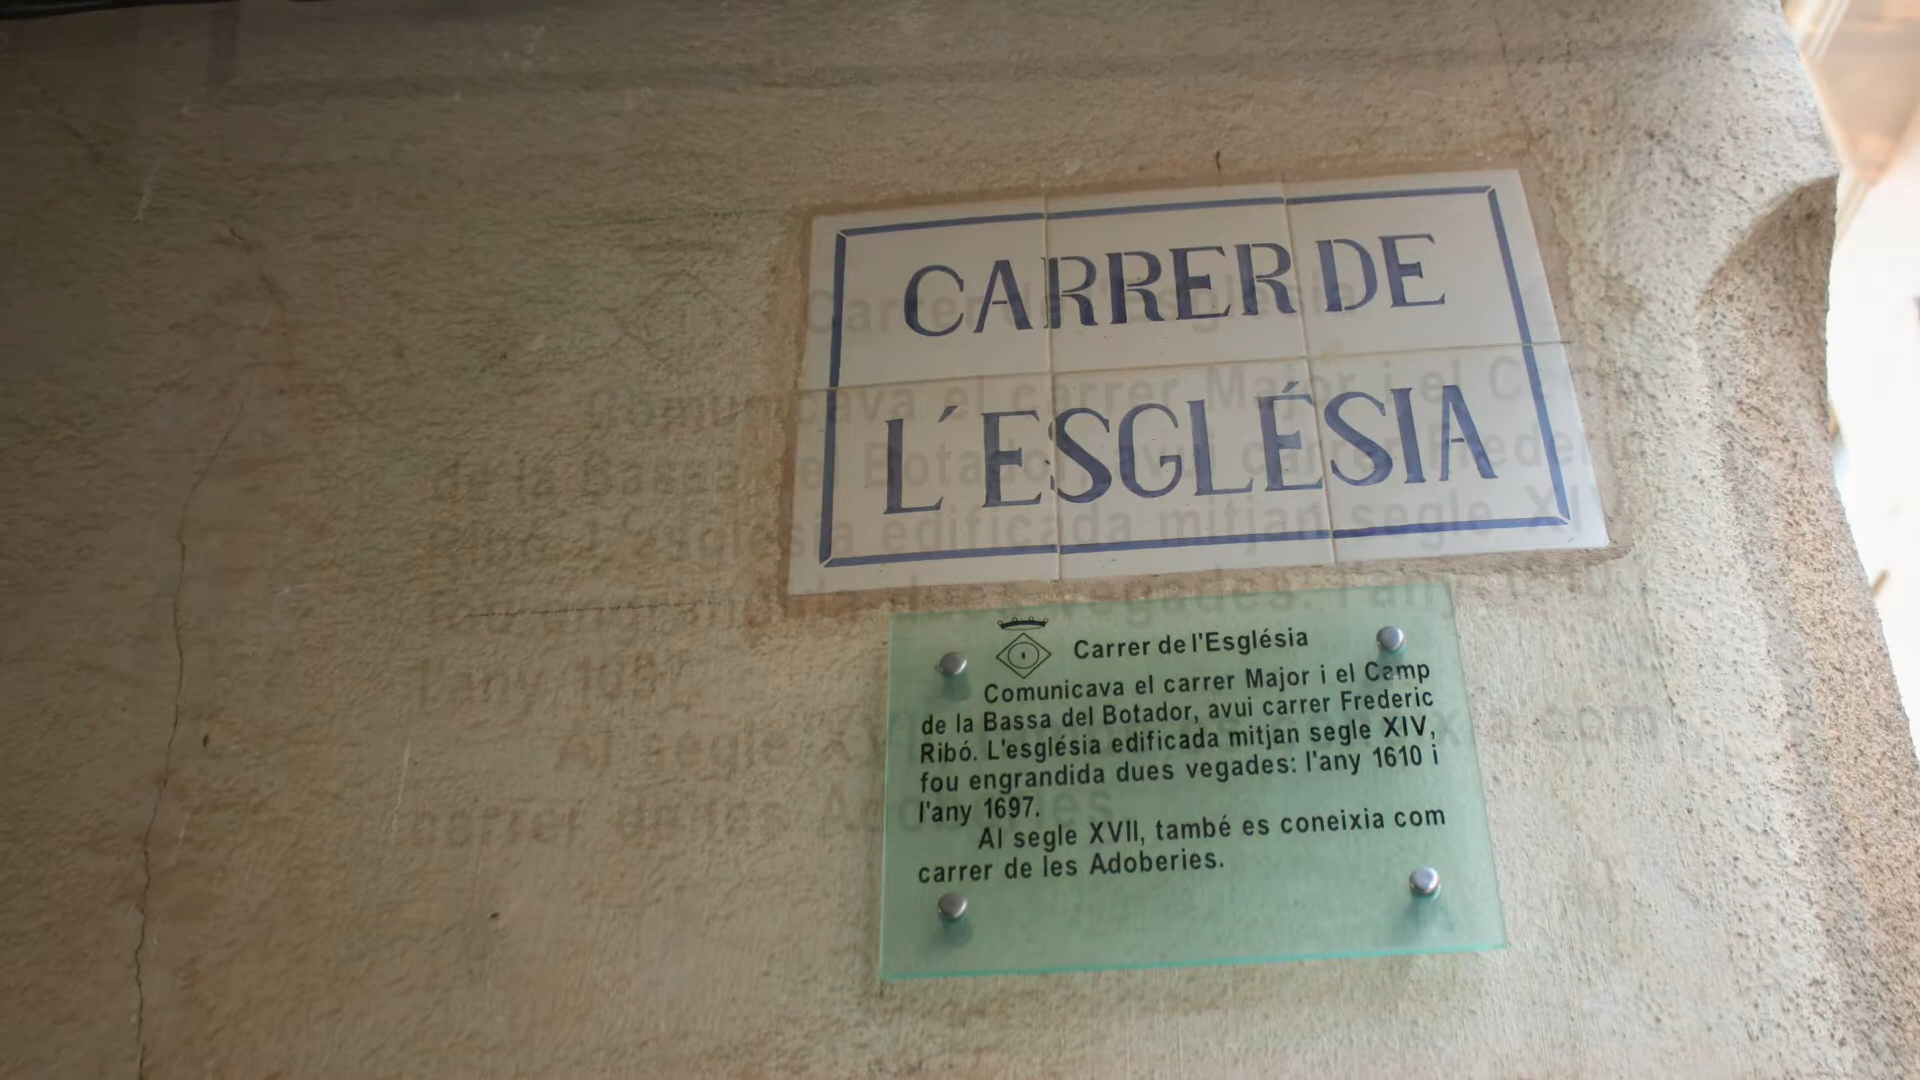 CARRER DE
L'ESGLÉSIA
Carrer de l'Església
Comunicava el carrer Major i el Camp
de la Bassa del Botador, avui carrer Frederic
Ribó. L'església edificada mitjan segle XIV,
fou engrandida dues vegades: l'any 1610 i
l'any 1697.
Al segle XVII, també es coneixia com
carrer de les Adoberies.